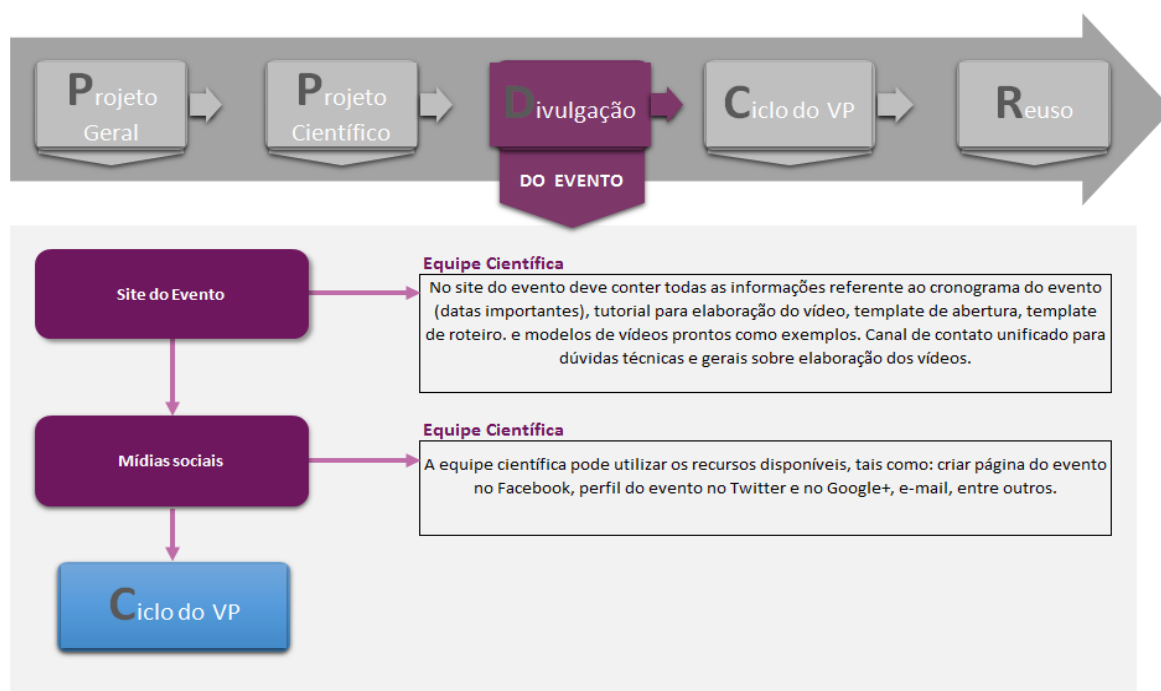 Projeto
Geral
Projeto
Científico
Divulgação
Ciclo do VP
Reuso
DO EVENTO
Site do Evento
Equipe Científica
No site do evento deve conter todas as informações referente ao cronograma do evento
(datas importantes), tutorial para elaboração do vídeo, template de abertura, template
de roteiro. e modelos de vídeos prontos como exemplos. Canal de contato unificado para
dúvidas técnicas e gerais sobre elaboração dos vídeos.
Mídias sociais
Equipe Científica
A equipe científica pode utilizar os recursos disponíveis, tais como: criar página do evento
no Facebook, perfil do evento no Twitter e no Google+, e-mail, entre outros.
Ciclo do VP